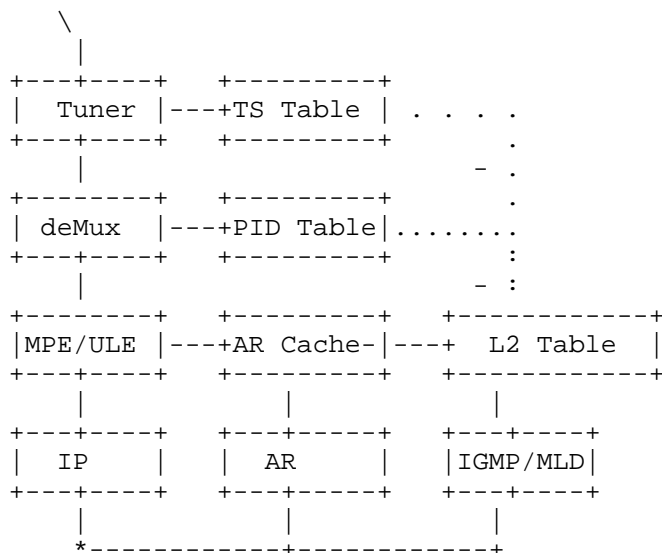 Tuner TS Table
deMux PID Table
MPE/ULE AR Cache L2 Table
IP AR IGMP/MLD